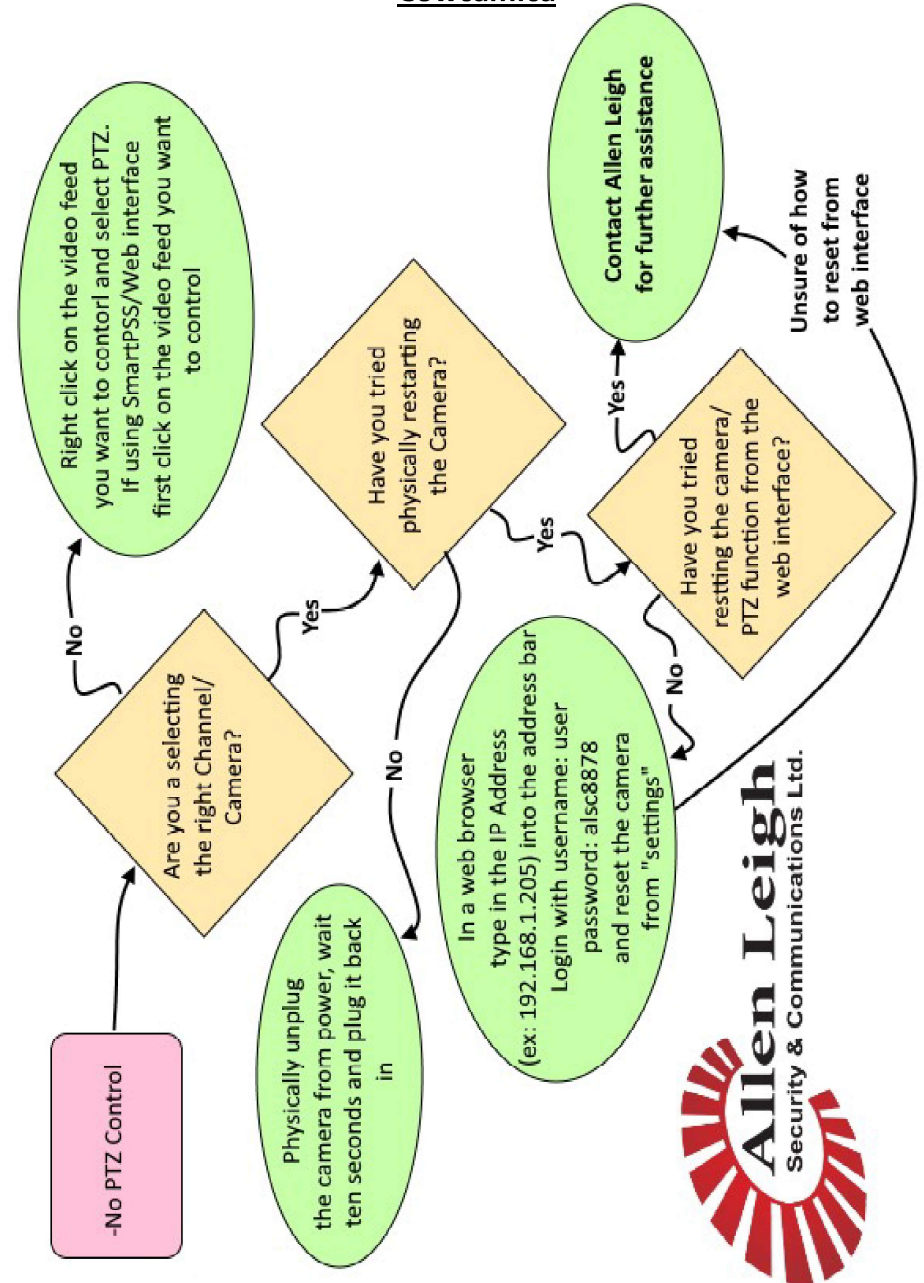 -No PTZ Control
Are you a selecting
the right Channel/
Camera?
No
Right click on the video feed
you want to contorl and select PTZ.
If using SmartPSS/Web interface
first click on the video feed you want
to control
Yes
Have you tried
physically restarting
the Camera?
No
Physically unplug
the camera from power, wait
ten seconds and plug it back
in
Yes
Have you tried
restting the camera/
PTZ function from the
web interface?
No
In a web browser
type in the IP Address
(ex: 192.168.1.205) into the address bar
Login with username: user
password: alsc8878
and reset the camera
from "settings"
Yes
Contact Allen Leigh
for further assistance
Unsure of how
to reset from
web interface
Allen Leigh
Security & Communications Ltd.